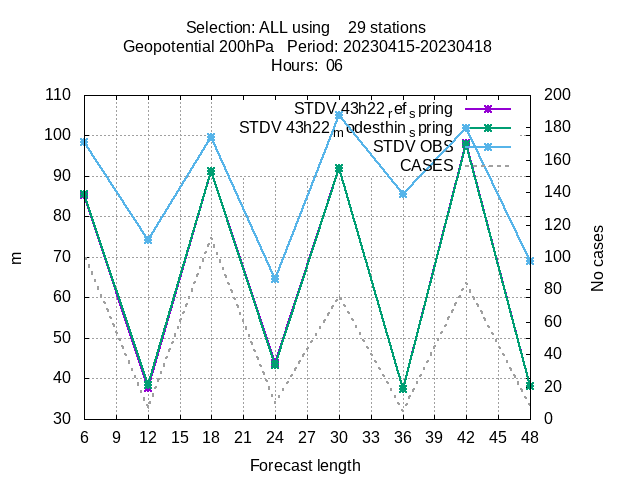 Selection: ALL using 29 stations
Geopotential 200hPa Period: 20230415-20230418
Hours: 06
STDV 43h22refspring
STDV 43h22modesthinspring
STDV OBS
CASES
110
100
90
80
70
60
50
40
30
m
200
180
160
140
120
100
80
60
40
20
0
No cases
6 9 12 15 18 21 24 27 30 33 36 39 42 45 48
Forecast length